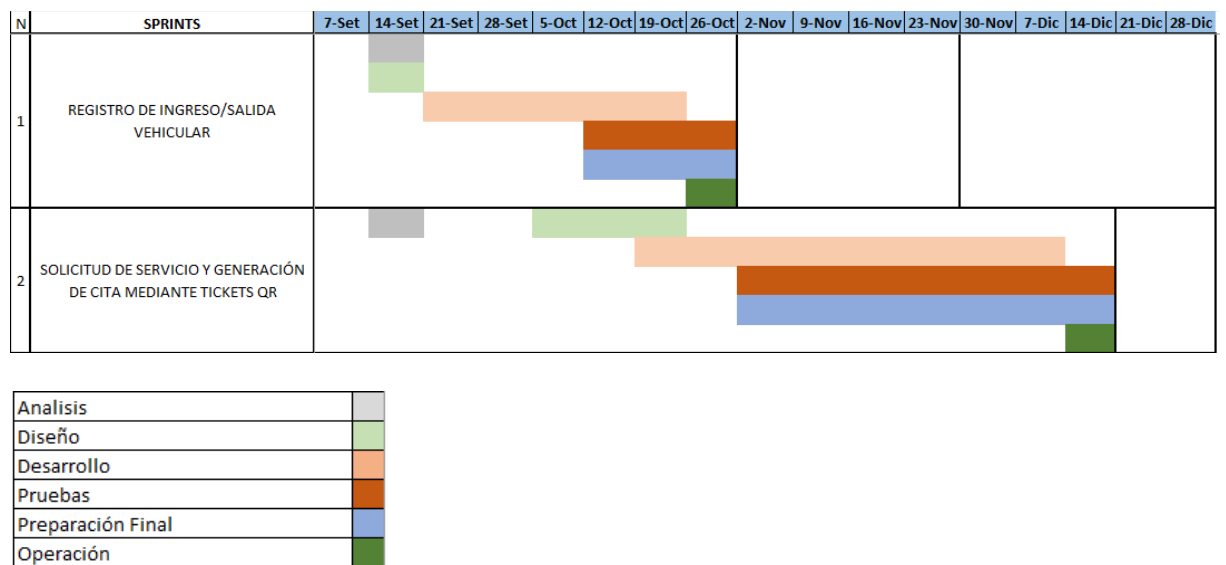 N SPRINTS 7-Set 14-Set 21-Set 28-Set 5-Oct 12-Oct 19-Oct 26-Oct 2-Nov 9-Nov 16-Nov 23-Nov 30-Nov 7-Dic 14-Dic 21-Dic 28-Dic
1 REGISTRO DE INGRESO/SALIDA
VEHICULAR
2 SOLICITUD DE SERVICIO Y GENERACIÓN
DE CITA MEDIANTE TICKETS QR
Analisis
Diseño
Desarrollo
Pruebas
Preparación Final
Operación